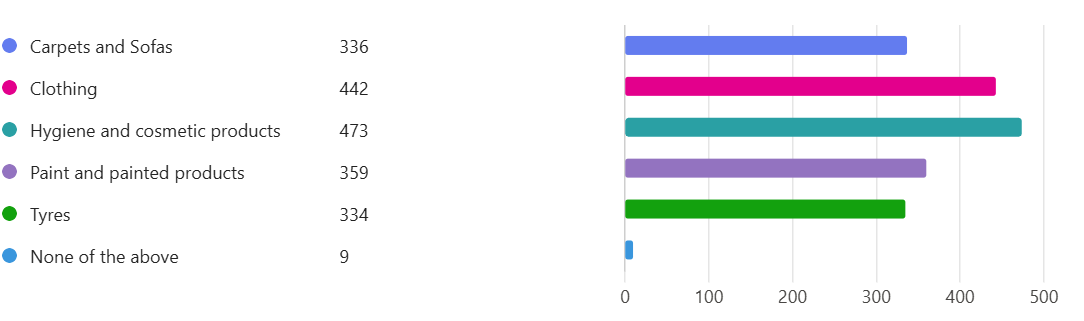 Carpets and Sofas 336
Clothing 442
Hygiene and cosmetic products 473
Paint and painted products 359
Tyres 334
None of the above 9
0 100 200 300 400 500